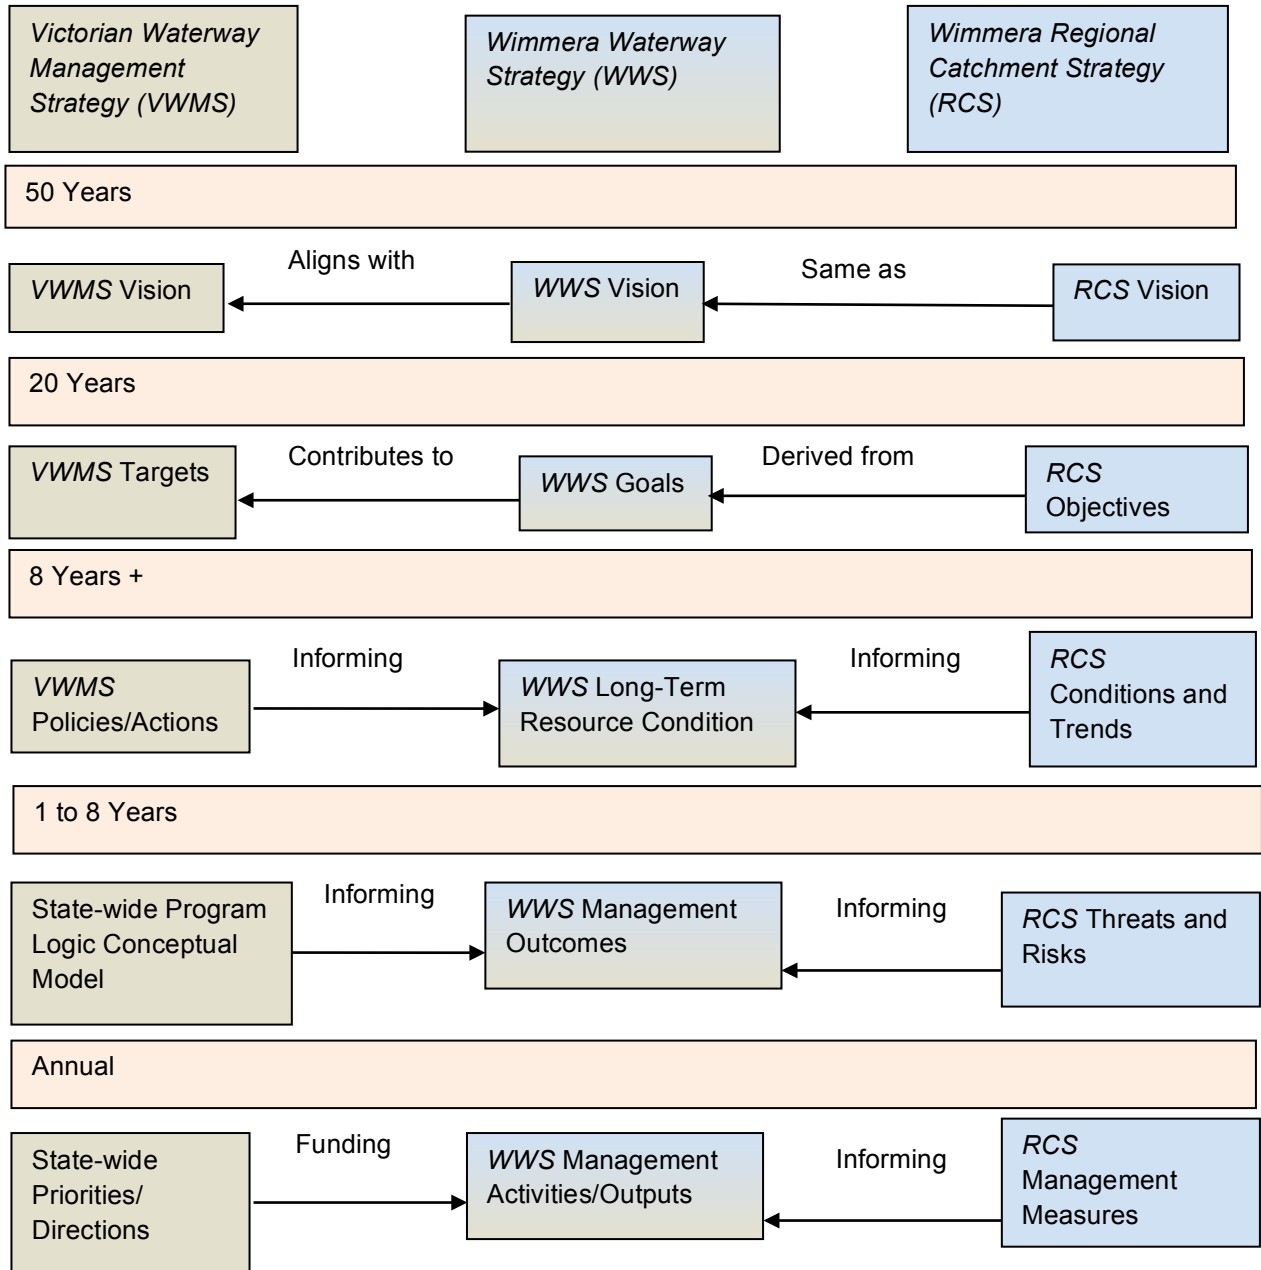 Victorian Waterway
Management
Strategy (VWMS)
Wimmera Waterway
Strategy (WWS)
Wimmera Regional
Catchment Strategy
(RCS)
50 Years
VWMS Vision
Aligns with
WWS Vision
Same as
RCS Vision
20 Years
VWMS Targets
Contributes to
WWS Goals
Derived from
RCS
Objectives
8 Years +
VWMS
Policies/Actions
Informing
WWS Long-Term
Resource Condition
Informing
RCS
Conditions and
Trends
1 to 8 Years
State-wide Program
Logic Conceptual
Model
Informing
WWS Management
Outcomes
Informing
RCS Threats and
Risks
Annual
State-wide
Priorities/
Directions
Funding
WWS Management
Activities/Outputs
Informing
RCS
Management
Measures